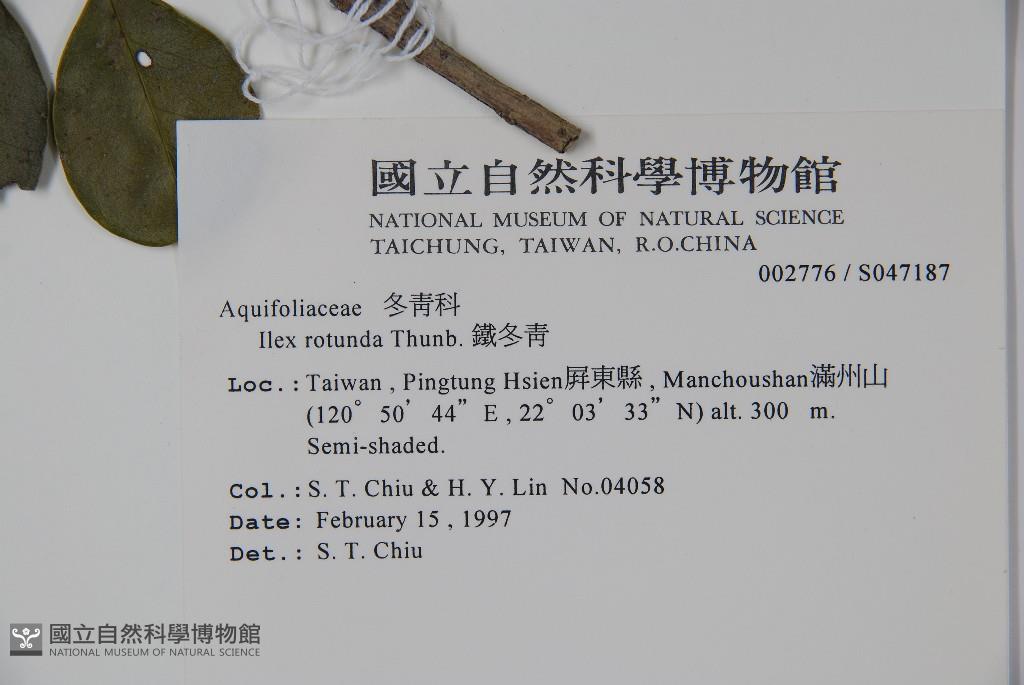 國立自然科學博物館
NATIONAL MUSEUM OF NATURAL SCIENCE
TAICHUNG, TAIWAN, R.O.CHINA
002776 / S047187
Aquifoliaceae 冬青科
Ilex rotunda Thunb. 鐵冬青
Loc.: Taiwan , Pingtung Hsien屏東縣 , Manchoushan滿州山
(120° 50’ 44” E , 22° 03’ 33” N) alt. 300 m.
Semi-shaded.
Col.: S. T. Chiu & H. Y. Lin No.04058
Date: February 15 , 1997
Det.: S. T. Chiu
國立自然科學博物館
NATIONAL MUSEUM OF NATURAL SCIENCE